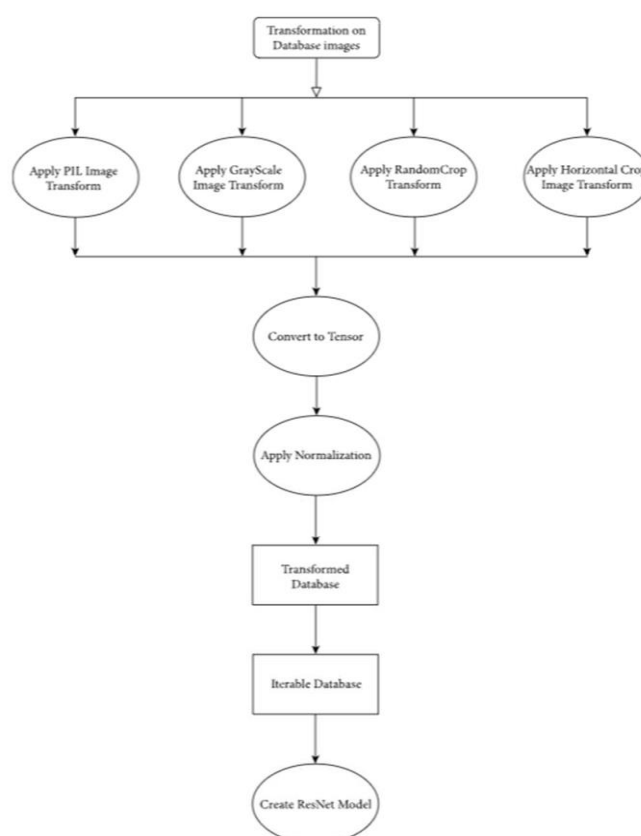 Transformation on
Database images
Apply PIL Image
Transform
Apply GrayScale
Image Transform
Apply RandomCrop
Transform
Apply Horizontal Crop
Image Transform
Convert to Tensor
Apply Normalization
Transformed
Database
Iterable Database
Create ResNet Model